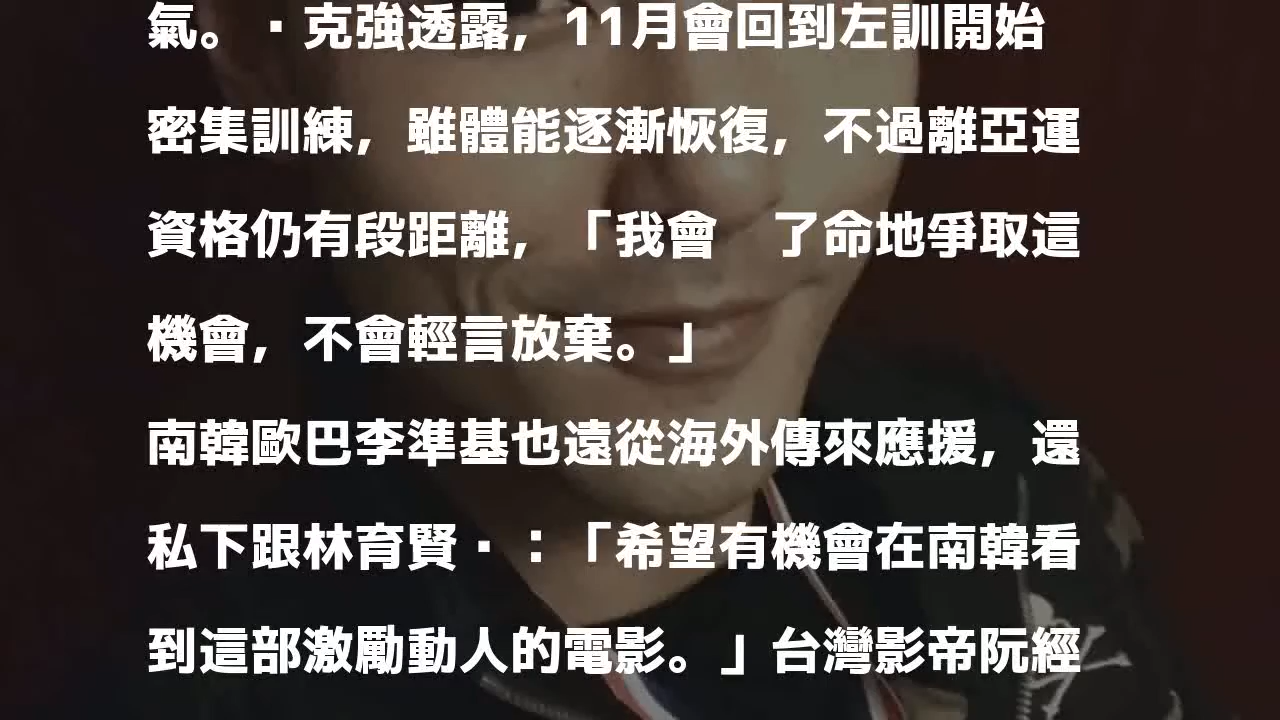 氣。▪克強透露，11月會回到左訓開始
密集訓練，雖體能逐漸恢復，不過離亞運
資格仍有段距離，「我會　了命地爭取這
機會，不會輕言放棄。」
南韓歐巴李準基也遠從海外傳來應援，還
私下跟林育賢▪：「希望有機會在南韓看
到這部激勵動人的電影。」台灣影帝阮經